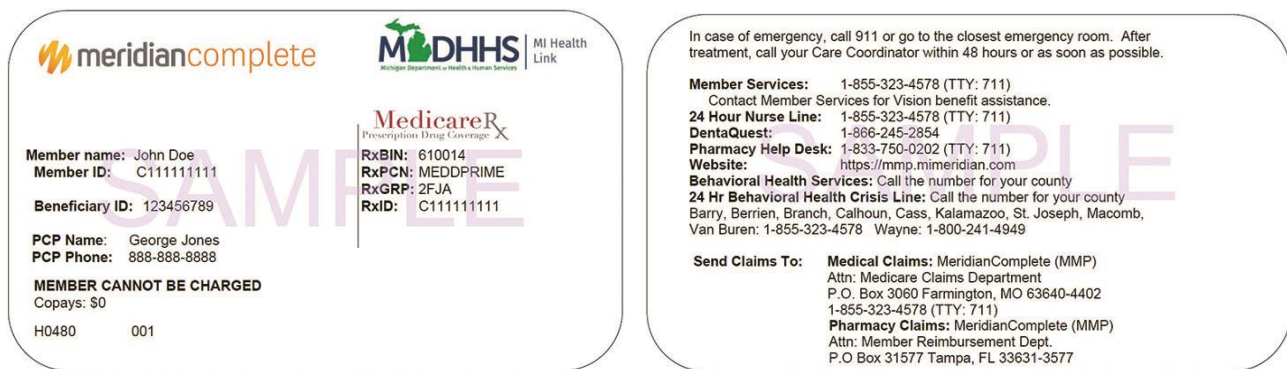 meridiancomplete
MDHHS
Michigan Department of Health & Human Services
MI Health
Link
MedicareRx
Prescription Drug Coverage
Member name: John Doe
Member ID: C111111111
Beneficiary ID: 123456789
PCP Name: George Jones
PCP Phone: 888-888-8888
MEMBER CANNOT BE CHARGED
Copays: $0
H0480 001
RxBIN: 610014
RxPCN: MEDDPRIME
RxGRP: 2FJA
RxID: C111111111
SAMPLE
In case of emergency, call 911 or go to the closest emergency room. After
treatment, call your Care Coordinator within 48 hours or as soon as possible.
Member Services: 1-855-323-4578 (TTY: 711)
Contact Member Services for Vision benefit assistance.
24 Hour Nurse Line: 1-855-323-4578 (TTY: 711)
DentaQuest: 1-866-245-2854
Pharmacy Help Desk: 1-833-750-0202 (TTY: 711)
Website: https://mmp.mimeridian.com
Behavioral Health Services: Call the number for your county
24 Hr Behavioral Health Crisis Line: Call the number for your county
Barry, Berrien, Branch, Calhoun, Cass, Kalamazoo, St. Joseph, Macomb,
Van Buren: 1-855-323-4578 Wayne: 1-800-241-4949
Send Claims To: Medical Claims: MeridianComplete (MMP)
Attn: Medicare Claims Department
P.O. Box 3060 Farmington, MO 63640-4402
1-855-323-4578 (TTY: 711)
Pharmacy Claims: MeridianComplete (MMP)
Attn: Member Reimbursement Dept.
P.O Box 31577 Tampa, FL 33631-3577
SAMPLE